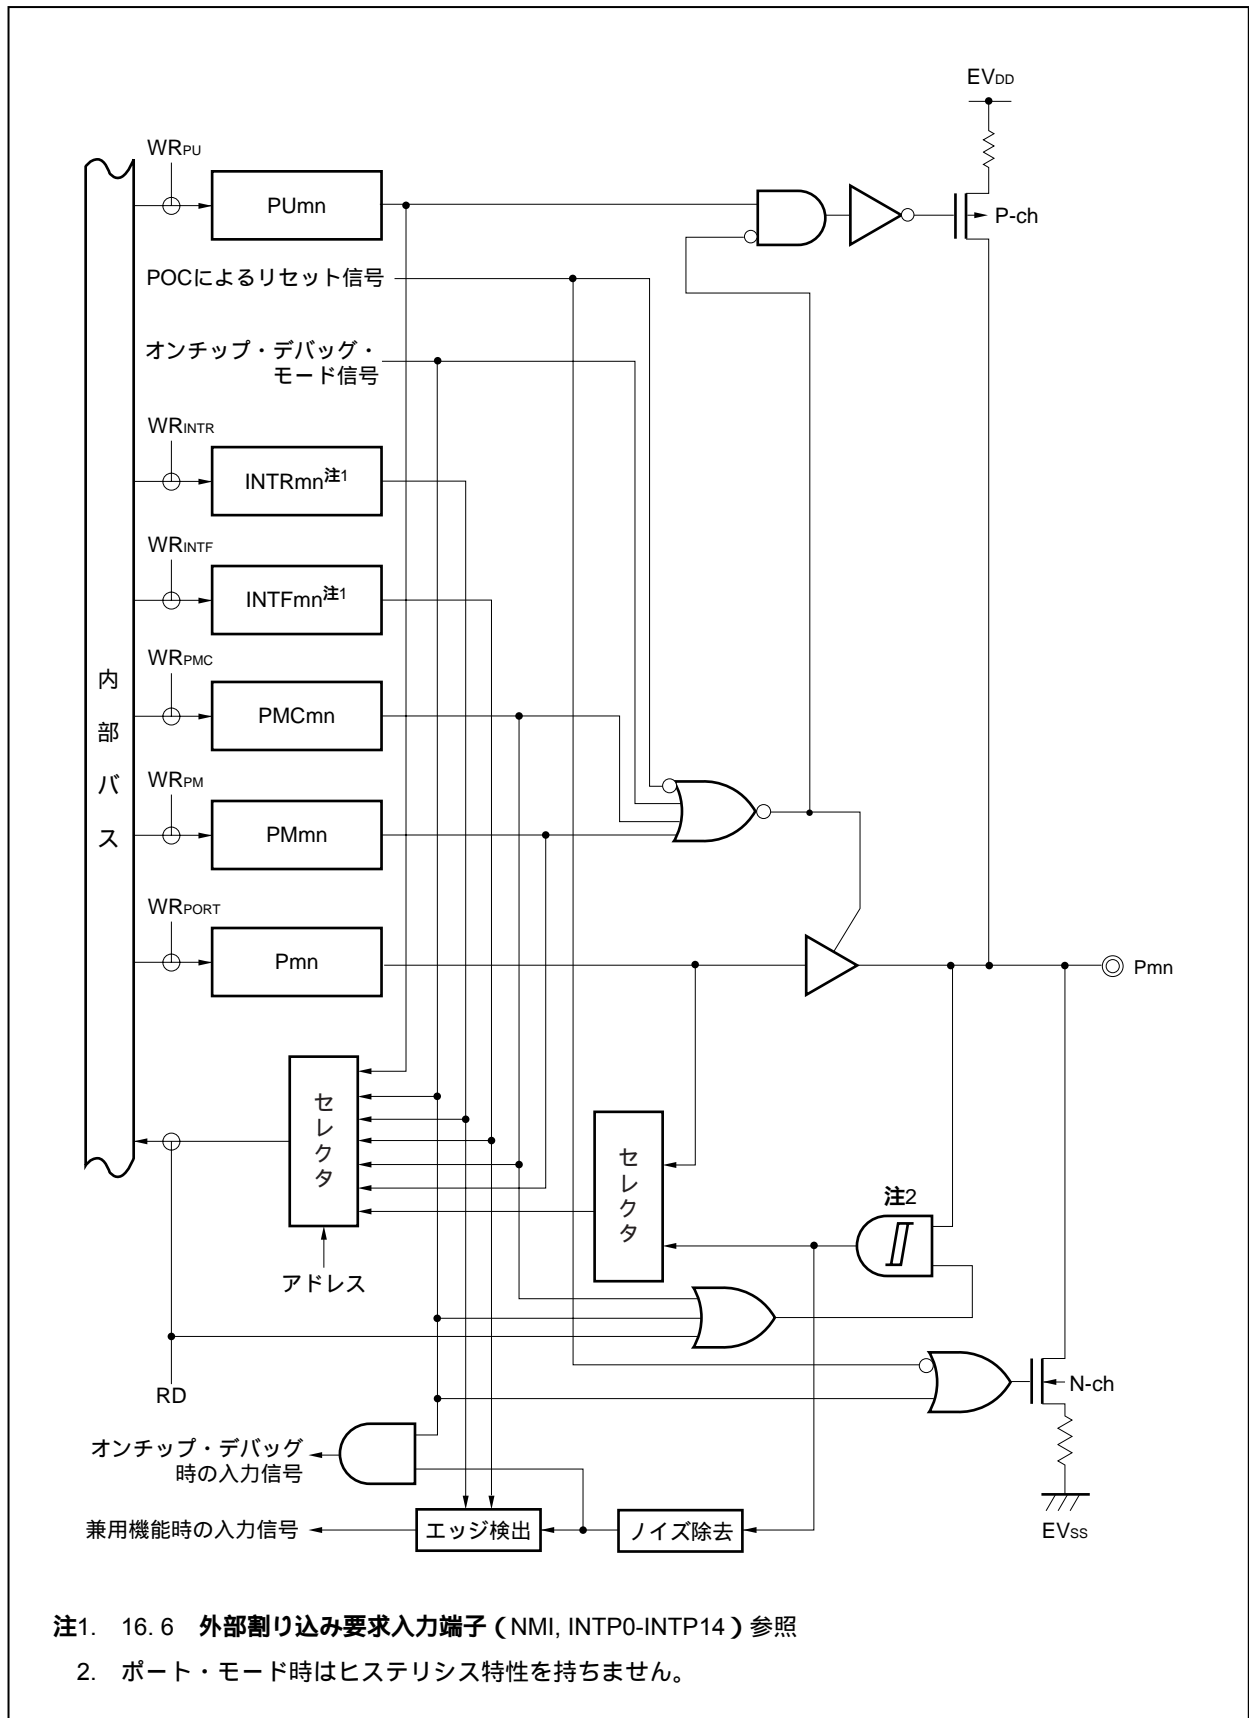 EVDD
WRPU
PUmn
P-ch
POCによるリセット信号
オンチップ・デバッグ・
モード信号
WRINTR
INTRmn注1
WRINTF
INTFmn注1
WRPMC
PMCmn
内部バス
WRPM
PMmn
WRPORT
Pmn
Pmn
セレクタ
セレクタ
注2
アドレス
RD
N-ch
オンチップ・デバッグ
時の入力信号
兼用機能時の入力信号
エッジ検出
ノイズ除去
EVSS
注1. 16. 6 外部割り込み要求入力端子(NMI, INTP0-INTP14)参照
2. ポート・モード時はヒステリシス特性を持ちません。